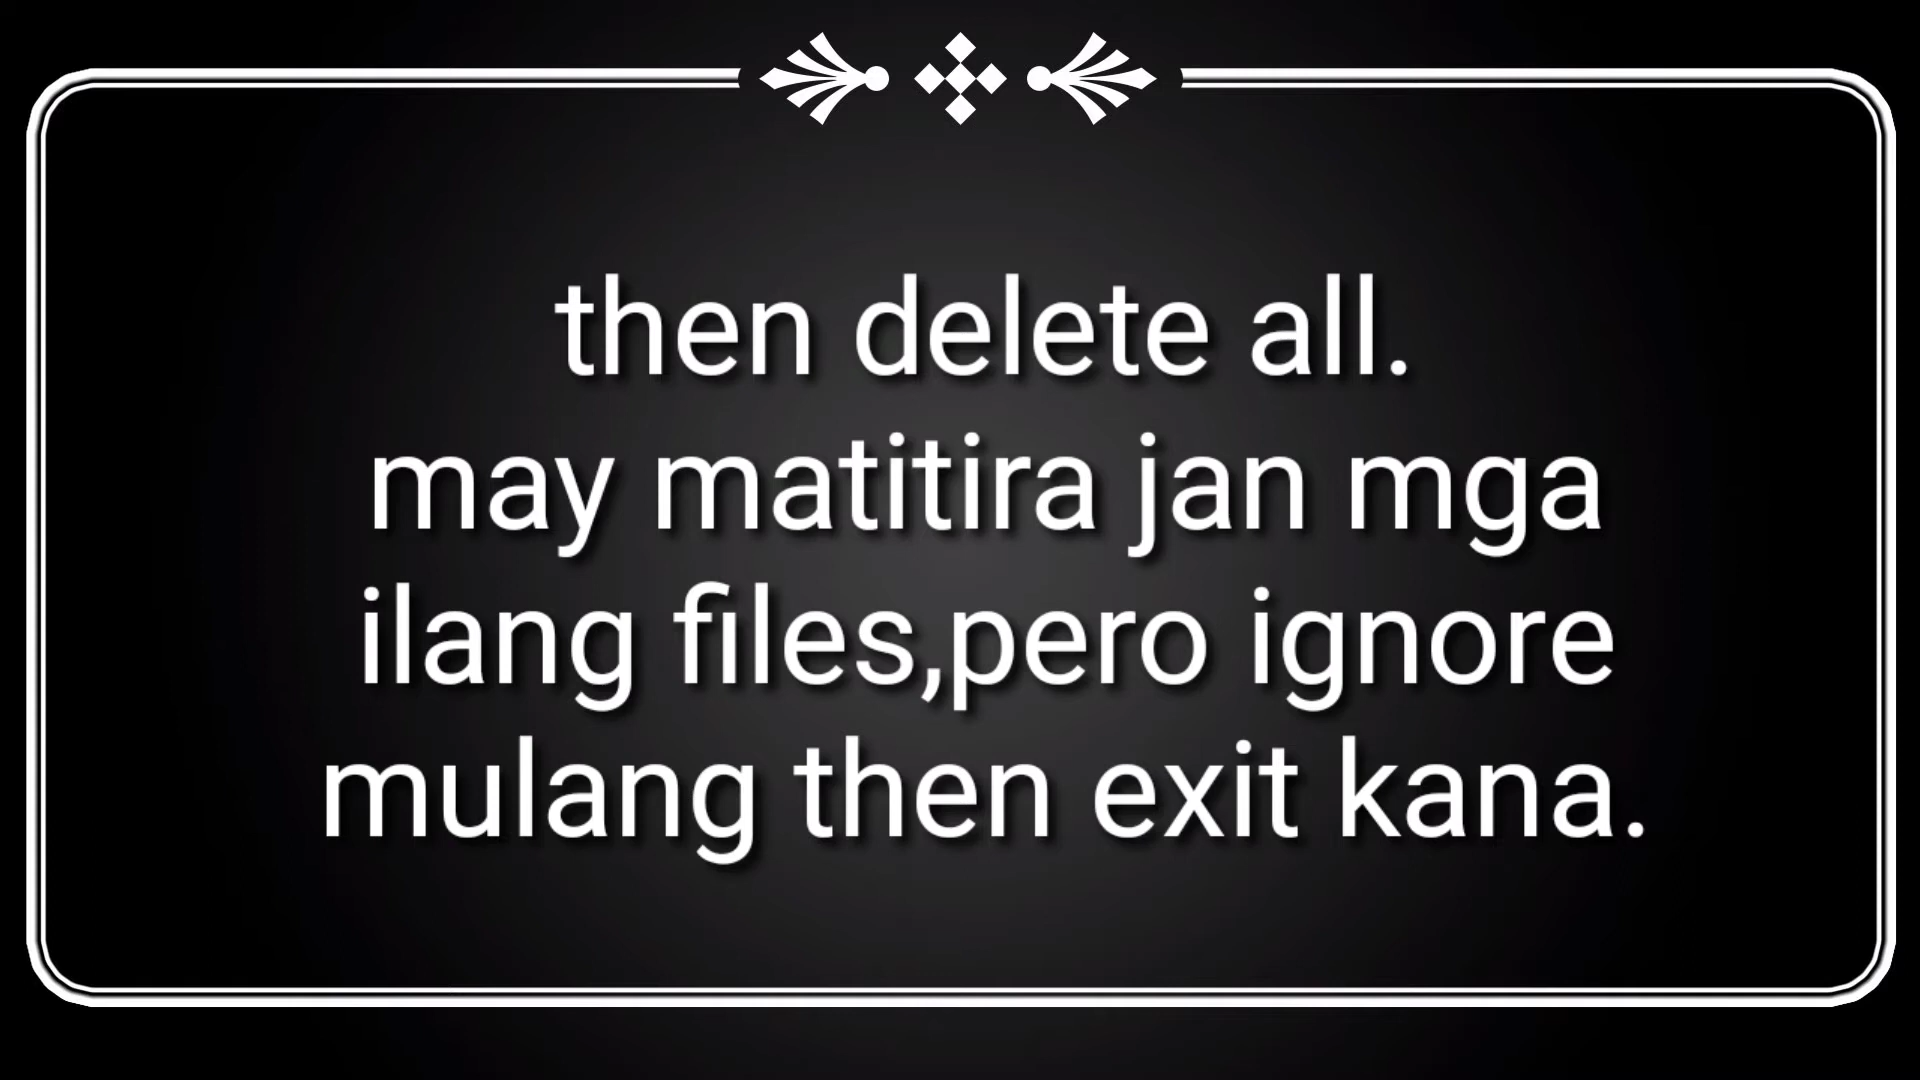 then delete all.
may matitira jan mga
ilang files,pero ignore
mulang then exit kana.